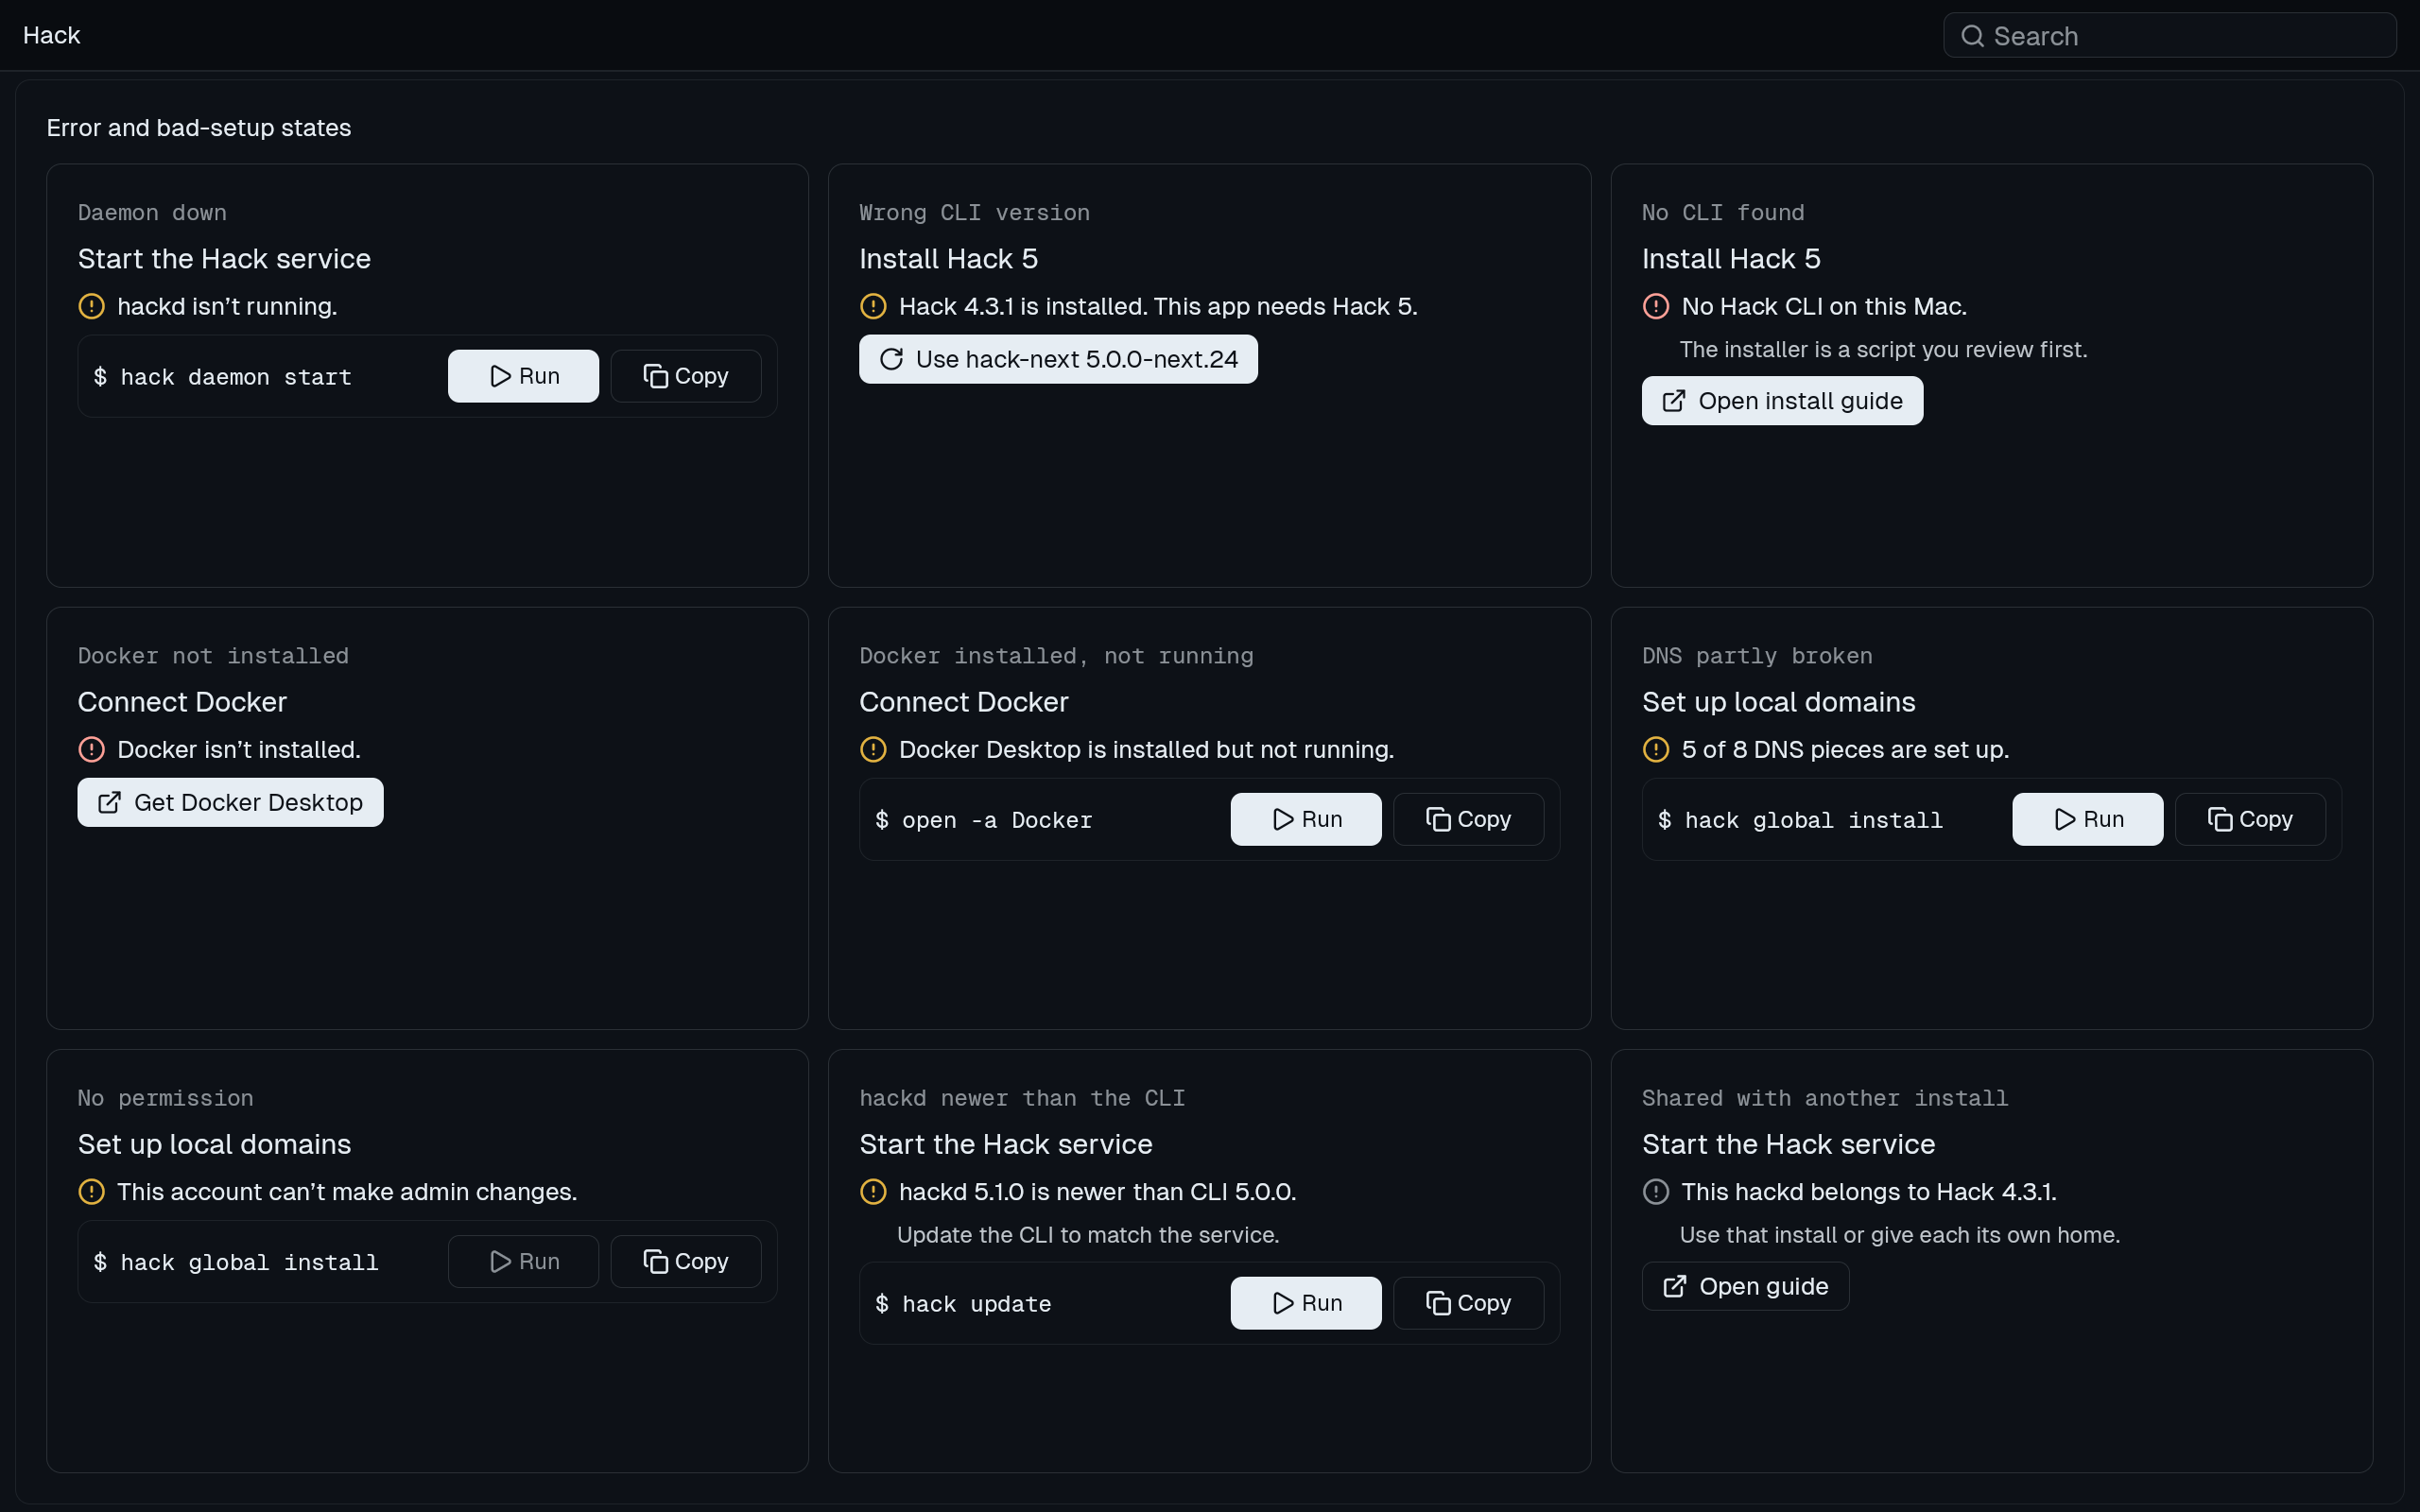 Hack
Search
Error and bad-setup states
Daemon down
Start the Hack service
hackd isn’t running.
$ hack daemon start
Run
Copy
Wrong CLI version
Install Hack 5
Hack 4.3.1 is installed. This app needs Hack 5.
Use hack-next 5.0.0-next.24
No CLI found
Install Hack 5
No Hack CLI on this Mac.
The installer is a script you review first.
Open install guide
Docker not installed
Connect Docker
Docker isn’t installed.
Get Docker Desktop
Docker installed, not running
Connect Docker
Docker Desktop is installed but not running.
$ open -a Docker
Run
Copy
DNS partly broken
Set up local domains
5 of 8 DNS pieces are set up.
$ hack global install
Run
Copy
No permission
Set up local domains
This account can’t make admin changes.
$ hack global install
Run
Copy
hackd newer than the CLI
Start the Hack service
hackd 5.1.0 is newer than CLI 5.0.0.
Update the CLI to match the service.
$ hack update
Run
Copy
Shared with another install
Start the Hack service
This hackd belongs to Hack 4.3.1.
Use that install or give each its own home.
Open guide